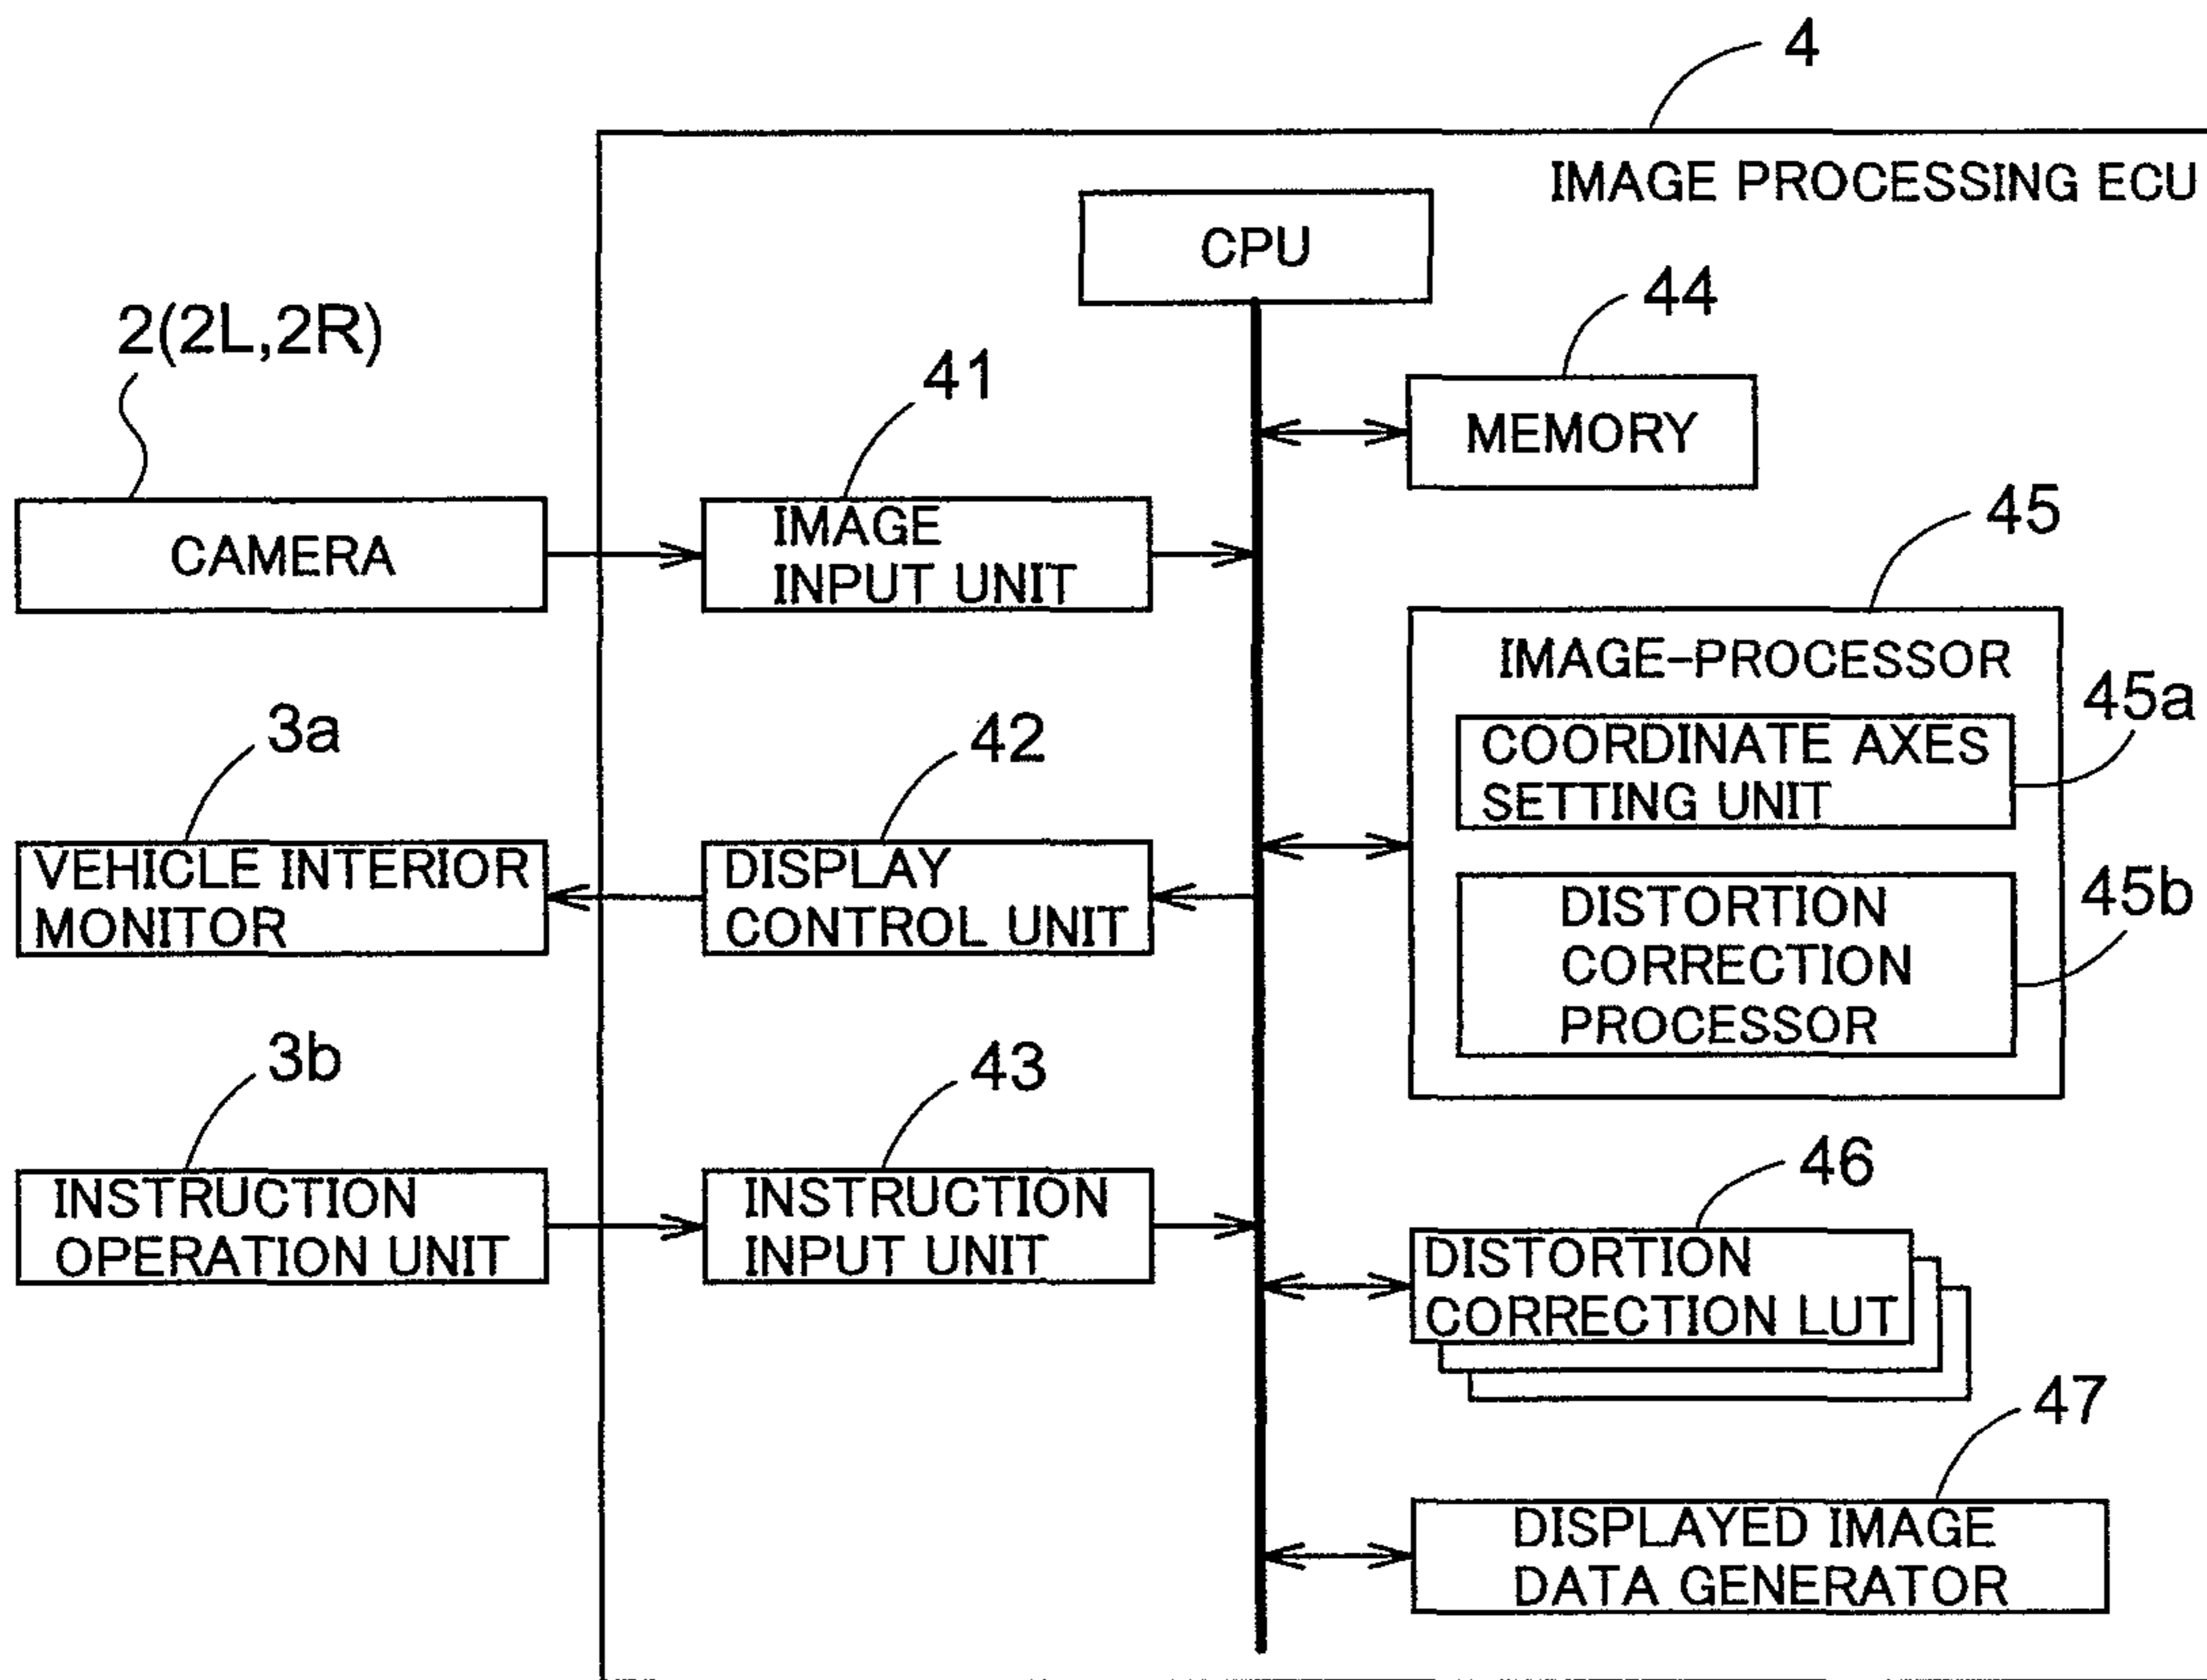 4
IMAGE PROCESSING ECU
CPU
44
2(2L,2R)
41
MEMORY
CAMERA
IMAGE
INPUT UNIT
45
IMAGE-PROCESSOR
45a
COORDINATE AXES
SETTING UNIT
3a
42
VEHICLE INTERIOR
MONITOR
DISPLAY
CONTROL UNIT
45b
DISTORTION
CORRECTION
PROCESSOR
3b
43
INSTRUCTION
OPERATION UNIT
INSTRUCTION
INPUT UNIT
46
DISTORTION
CORRECTION LUT
47
DISPLAYED IMAGE
DATA GENERATOR